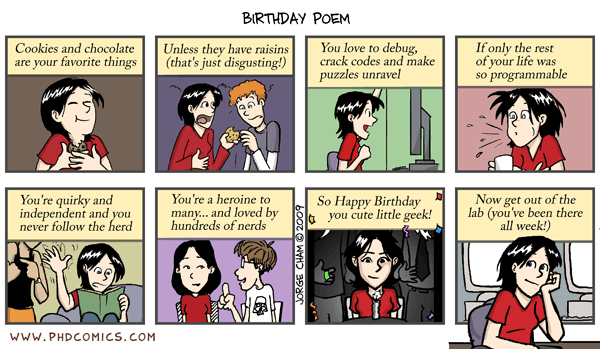 BIRTHDAY POEM
Cookies and chocolate
are your favorite things
Unless they have raisins
(that's just disgusting!)
You love to debug,
crack codes and make
puzzles unravel
If only the rest
of your life was
so programmable
You're quirky and
independent and you
never follow the herd
You're a heroine to
many... and loved by
hundreds of nerds
So Happy Birthday
you cute little geek!
Now get out of the
lab (you've been there
all week!)
JORGE CHAM © 2009
WWW.PHDCOMICS.COM